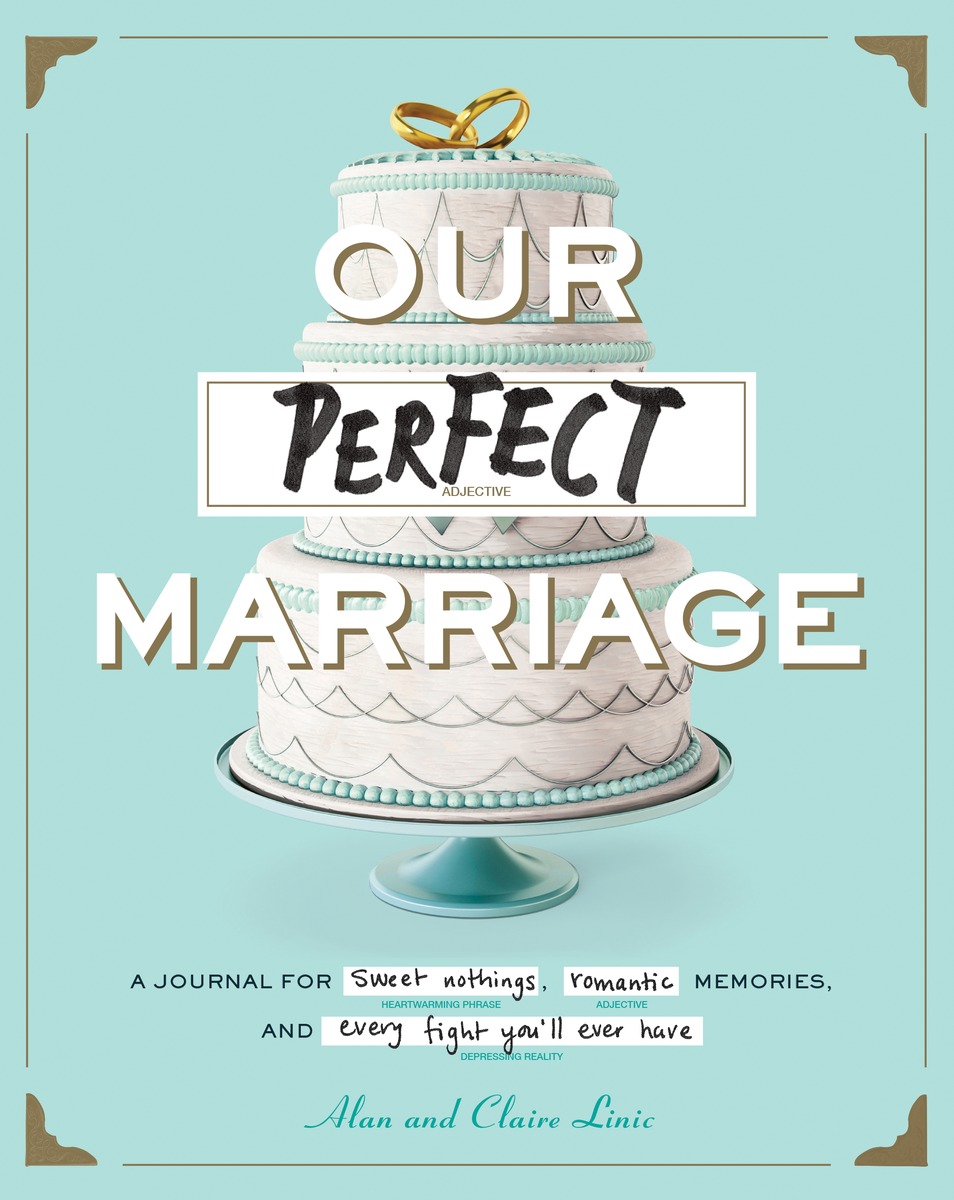 OUR
PERFECT
ADJECTIVE
MARRIAGE
A JOURNAL FOR sweet nothings, romantic MEMORIES,
HEARTWARMING PHRASE ADJECTIVE
AND every fight you'll ever have
DEPRESSING REALITY
Alan and Claire Linic